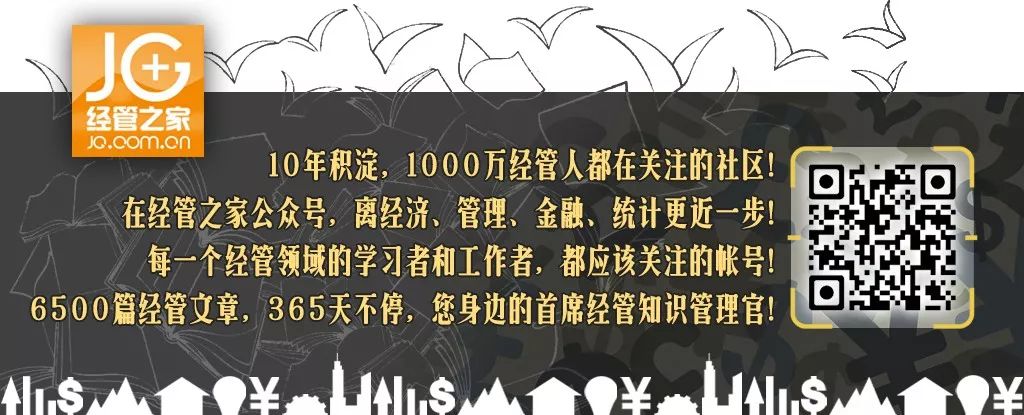 JG
经管之家
JG.com.cn
10年积淀，1000万经管人都在关注的社区！
在经管之家公众号，离经济、管理、金融、统计更近一步！
每一个经管领域的学习者和工作者，都应该关注的帐号！
6500篇经管文章，365天不停，您身边的首席经管知识管理官！